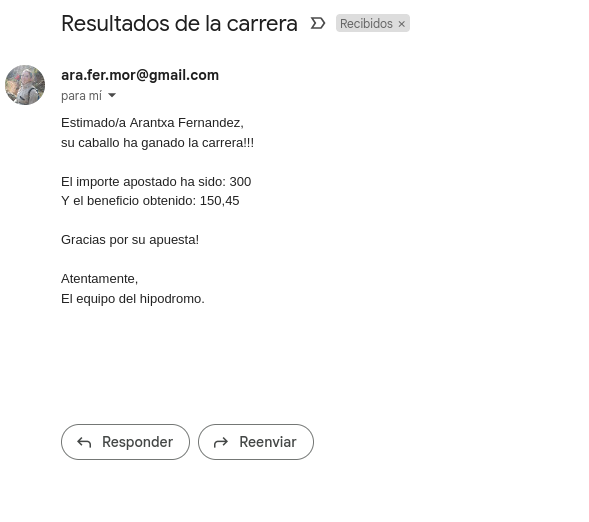 Resultados de la carrera
Recibidos ×
ara.fer.mor@gmail.com
para mí
Estimado/a Arantxa Fernandez,
su caballo ha ganado la carrera!!!
El importe apostado ha sido: 300
Y el beneficio obtenido: 150,45
Gracias por su apuesta!
Atentamente,
El equipo del hipodromo.
Responder
Reenviar